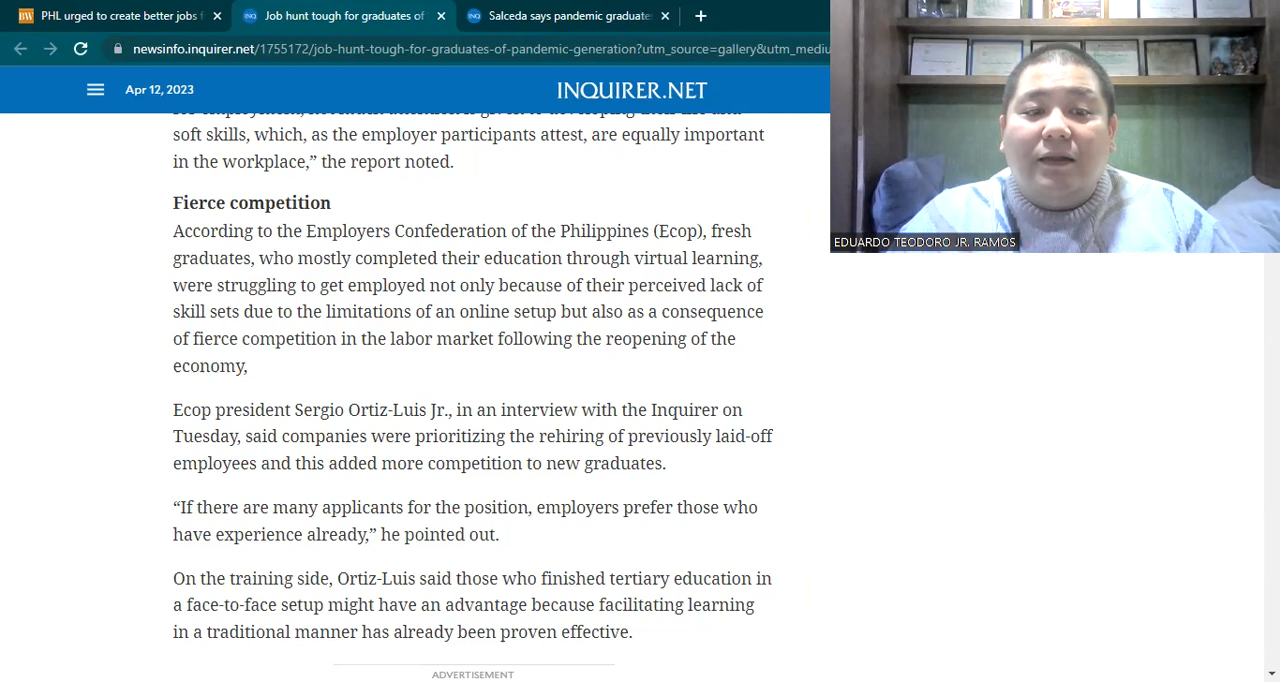 PHL urged to create better jobs f
Job hunt tough for graduates of
Salceda says pandemic graduate
newsinfo.inquirer.net/1755172/job-hunt-tough-for-graduates-of-pandemic-generation?utm_source=gallery&utm_mediu
Apr 12, 2023
INQUIRER.NET
soft skills, which, as the employer participants attest, are equally important
in the workplace,” the report noted.
Fierce competition
According to the Employers Confederation of the Philippines (Ecop), fresh
graduates, who mostly completed their education through virtual learning,
were struggling to get employed not only because of their perceived lack of
skill sets due to the limitations of an online setup but also as a consequence
of fierce competition in the labor market following the reopening of the
economy,
Ecop president Sergio Ortiz-Luis Jr., in an interview with the Inquirer on
Tuesday, said companies were prioritizing the rehiring of previously laid-off
employees and this added more competition to new graduates.
“If there are many applicants for the position, employers prefer those who
have experience already,” he pointed out.
On the training side, Ortiz-Luis said those who finished tertiary education in
a face-to-face setup might have an advantage because facilitating learning
in a traditional manner has already been proven effective.
ADVERTISEMENT
EDUARDO TEODORO JR. RAMOS